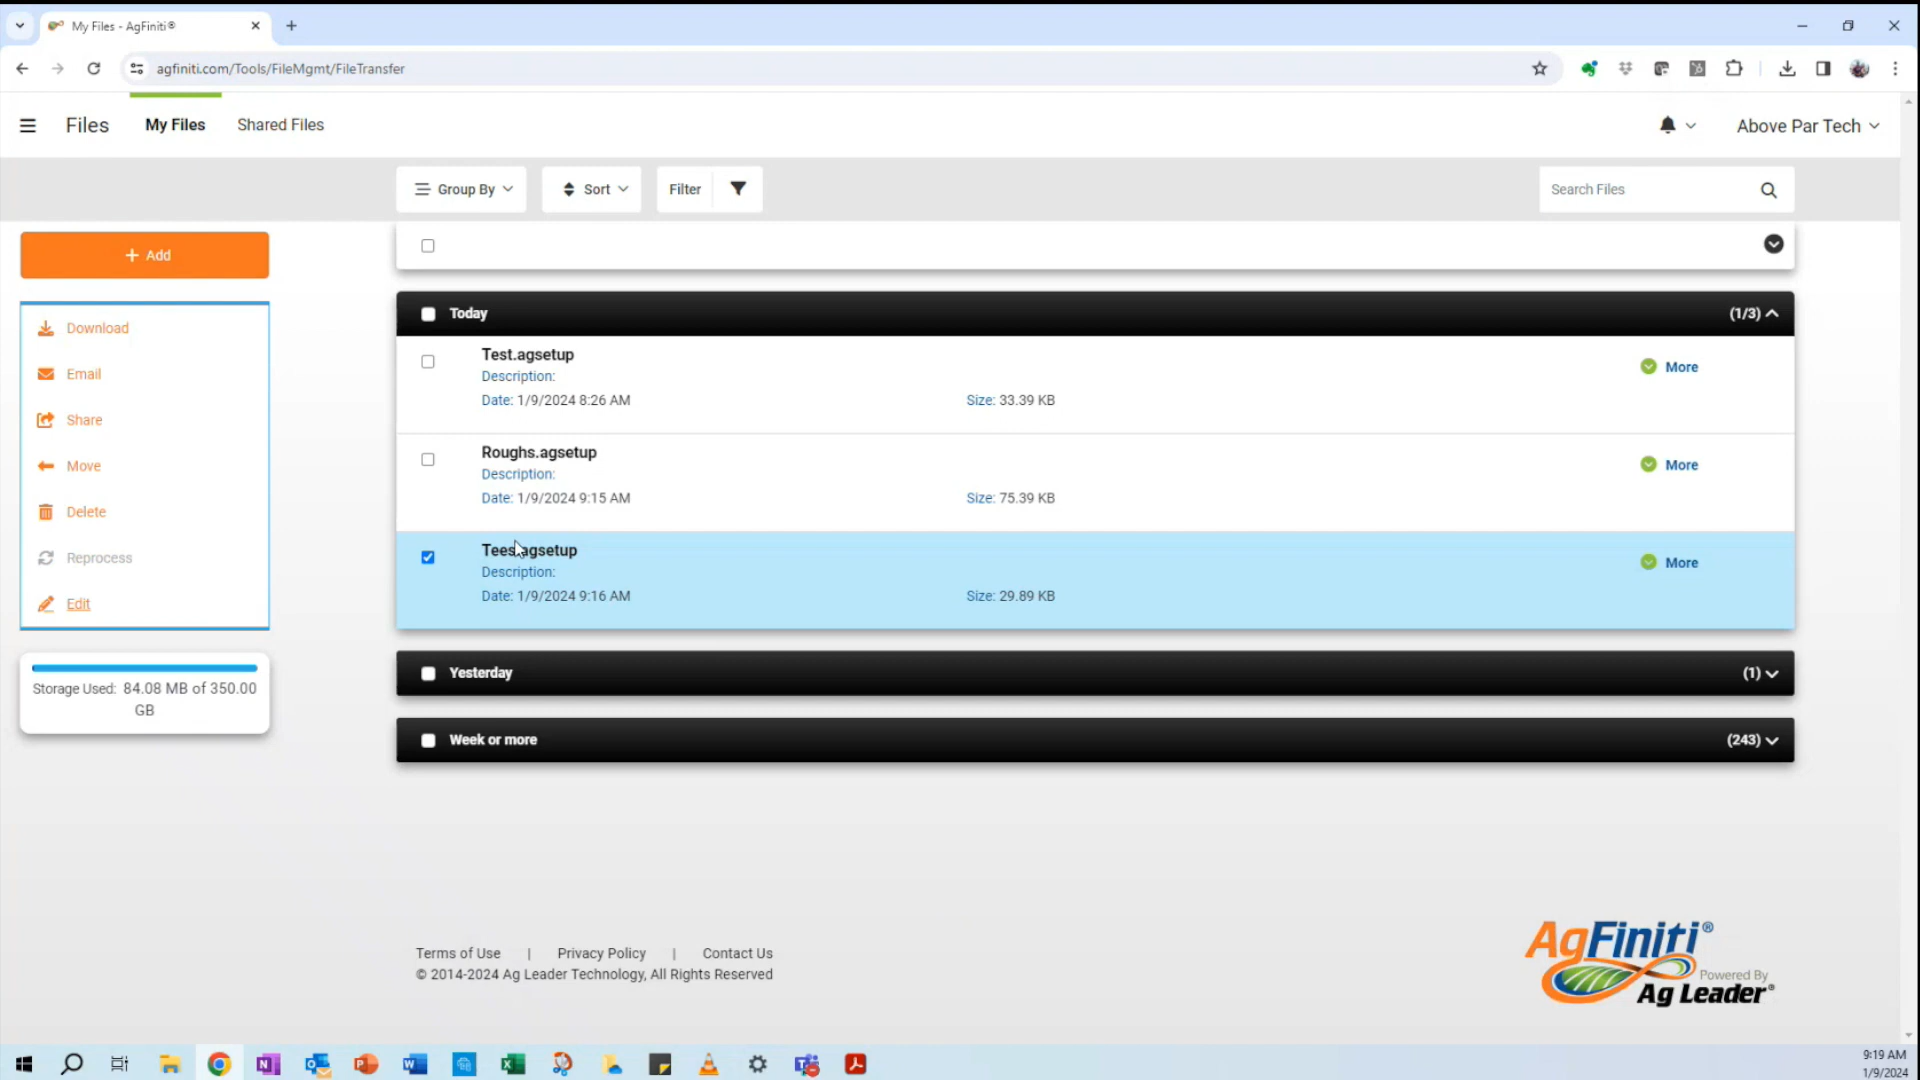 My Files - AgFiniti®
agfiniti.com/Tools/FileMgmt/FileTransfer
Files
My Files
Shared Files
Above Par Tech
Group By
Sort
Filter
Search Files
+ Add
Download
Email
Share
Move
Delete
Reprocess
Edit
Storage Used: 84.08 MB of 350.00
GB
Today
(1/3)
Test.agsetup
Description:
Date: 1/9/2024 8:26 AM
Size: 33.39 KB
More
Roughs.agsetup
Description:
Date: 1/9/2024 9:15 AM
Size: 75.39 KB
More
Tees.agsetup
Description:
Date: 1/9/2024 9:16 AM
Size: 29.89 KB
More
Yesterday
(1)
Week or more
(243)
Terms of Use | Privacy Policy | Contact Us
© 2014-2024 Ag Leader Technology, All Rights Reserved
AgFiniti®
Powered By
Ag Leader®
9:19 AM
1/9/2024